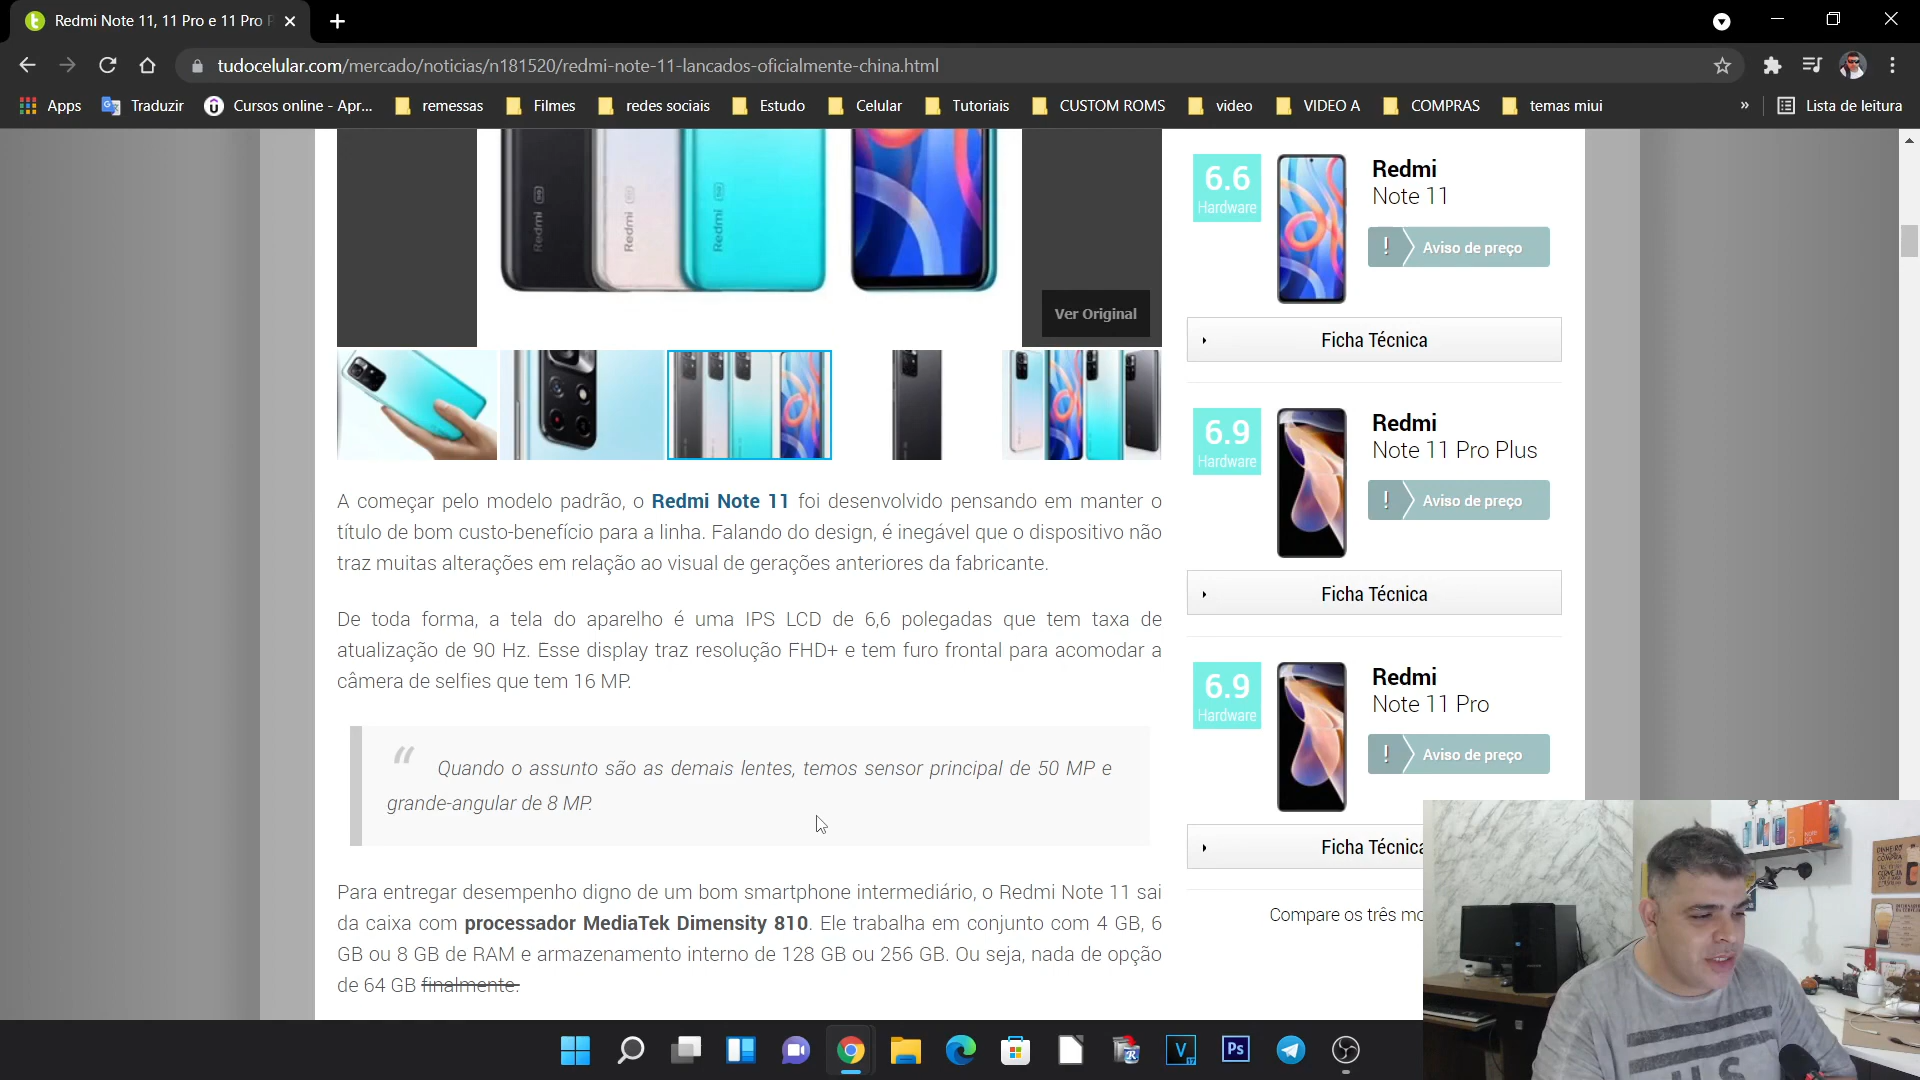 Redmi Note 11, 11 Pro e 11 Pro
tudocelular.com/mercado/noticias/n181520/redmi-note-11-lancados-oficialmente-china.html
Apps
Traduzir
Cursos online - Apr...
remessas
Filmes
redes sociais
Estudo
Celular
Tutoriais
CUSTOM ROMS
video
VIDEO A
COMPRAS
temas miui
»
Lista de leitura
Redmi
Redmi
Redmi
Ver Original
A começar pelo modelo padrão, o Redmi Note 11 foi desenvolvido pensando em manter o
título de bom custo-benefício para a linha. Falando do design, é inegável que o dispositivo não
traz muitas alterações em relação ao visual de gerações anteriores da fabricante.
De toda forma, a tela do aparelho é uma IPS LCD de 6,6 polegadas que tem taxa de
atualização de 90 Hz. Esse display traz resolução FHD+ e tem furo frontal para acomodar a
câmera de selfies que tem 16 MP.
“ Quando o assunto são as demais lentes, temos sensor principal de 50 MP e
grande-angular de 8 MP.
Para entregar desempenho digno de um bom smartphone intermediário, o Redmi Note 11 sai
da caixa com processador MediaTek Dimensity 810. Ele trabalha em conjunto com 4 GB, 6
GB ou 8 GB de RAM e armazenamento interno de 128 GB ou 256 GB. Ou seja, nada de opção
de 64 GB finalmente.
6.6
Hardware
Redmi
Note 11
! Aviso de preço
Ficha Técnica
6.9
Hardware
Redmi
Note 11 Pro Plus
! Aviso de preço
Ficha Técnica
6.9
Hardware
Redmi
Note 11 Pro
! Aviso de preço
Ficha Técnica
Compare os três
V
17
Ps